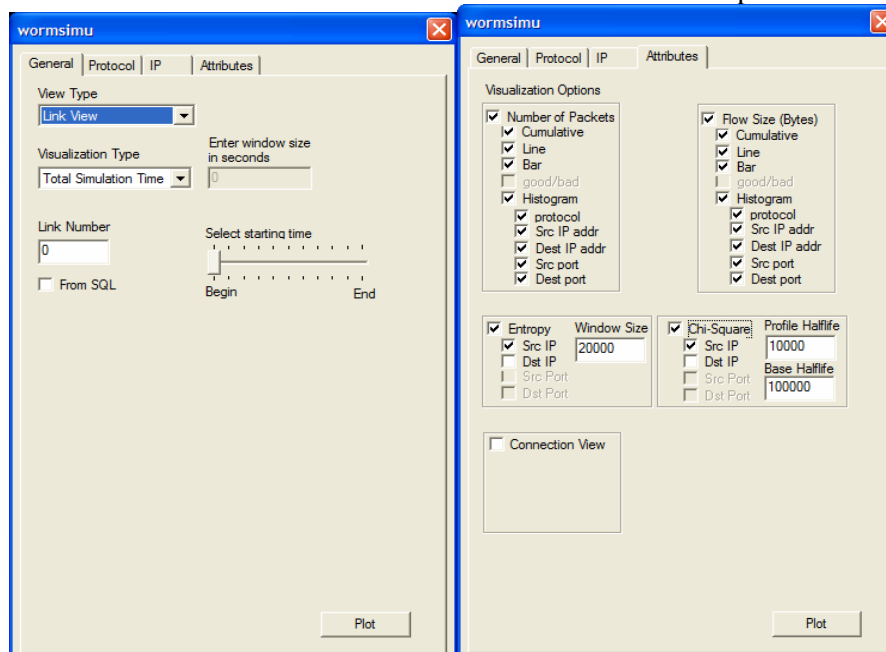 wormsimu
General Protocol IP Attributes
View Type
Link View
Visualization Type
Total Simulation Time
Enter window size
in seconds
0
Link Number
0
From SQL
Select starting time
Begin End
Plot
wormsimu
General Protocol IP Attributes
Visualization Options
Number of Packets
Cumulative
Line
Bar
good/bad
Histogram
protocol
Src IP addr
Dest IP addr
Src port
Dest port
Flow Size (Bytes)
Cumulative
Line
Bar
good/bad
Histogram
protocol
Src IP addr
Dest IP addr
Src port
Dest port
Entropy
Src IP
Dst IP
Src Port
Dst Port
Window Size
20000
Chi-Square
Src IP
Dst IP
Src Port
Dst Port
Profile Halflife
10000
Base Halflife
100000
Connection View
Plot